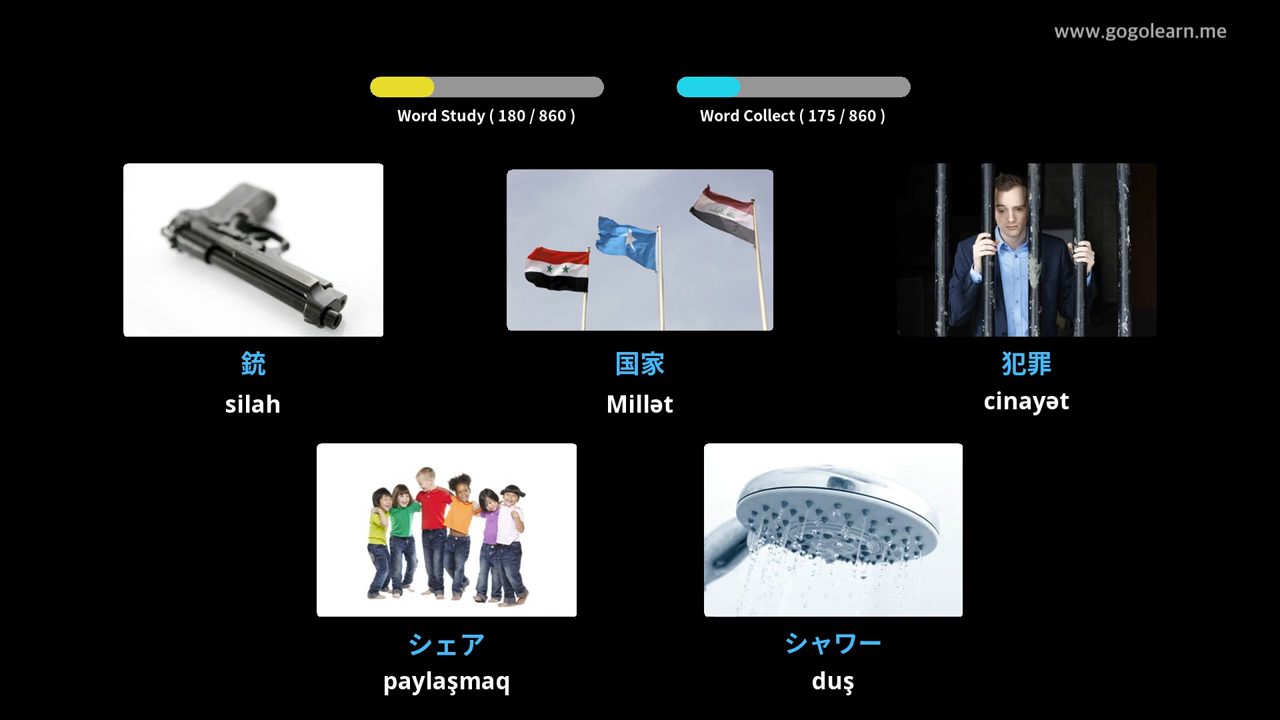 www.gogolearn.me
Word Study ( 180 / 860 )
Word Collect ( 175 / 860 )
銃
silah
国家
Millət
犯罪
cinayət
シェア
paylaşmaq
シャワー
duş